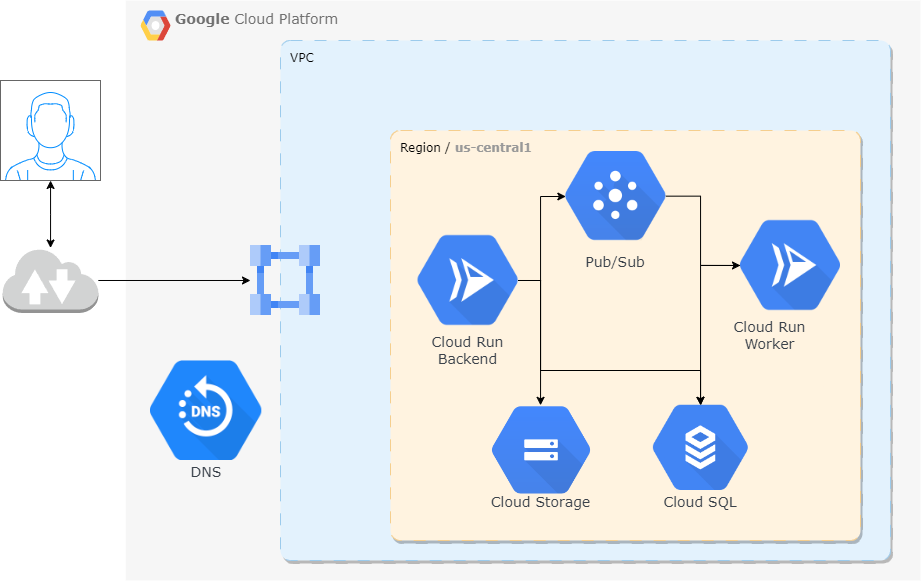 Google Cloud Platform
VPC
Region / us-central1
Pub/Sub
Cloud Run
Backend
Cloud Run
Worker
DNS
DNS
Cloud Storage
Cloud SQL